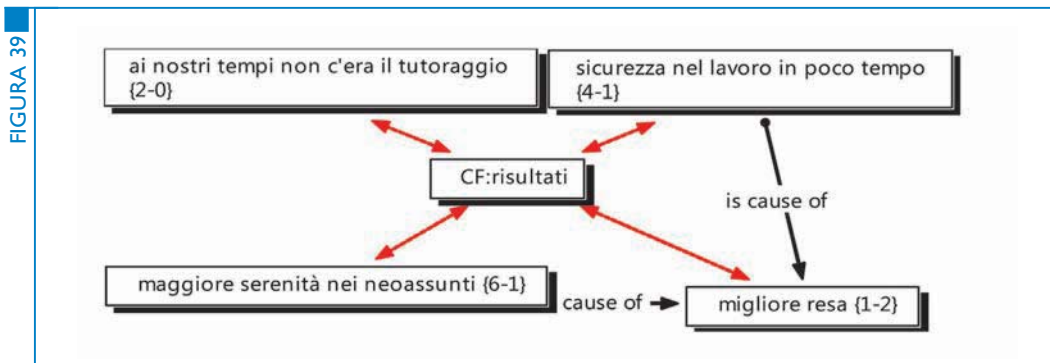 FIGURA 39
ai nostri tempi non c'era il tutoraggio
{2-0}
sicurezza nel lavoro in poco tempo
{4-1}
CF:risultati
is cause of
maggiore serenità nei neoassunti {6-1}
cause of
migliore resa {1-2}